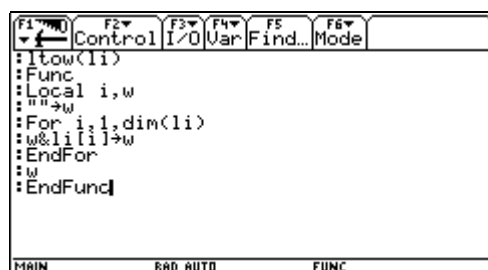 F1 F2 F3 F4 F5 F6
Control I/O Var Find… Mode
:ltow(li)
:Func
:Local i,w
:""→w
:For i,1,dim(li)
:w&li[i]→w
:EndFor
:w
:EndFunc
MAIN RAD AUTO FUNC